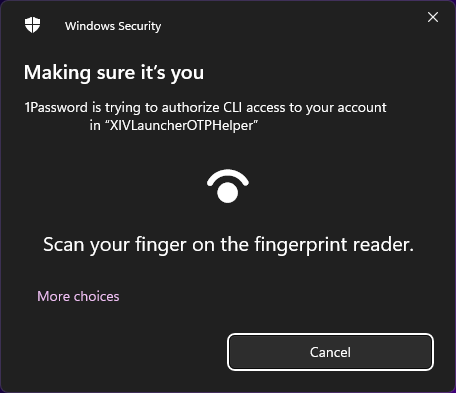 Windows Security
Making sure it’s you
1Password is trying to authorize CLI access to your account
in “XIVLauncherOTPHelper”
Scan your finger on the fingerprint reader.
More choices
Cancel